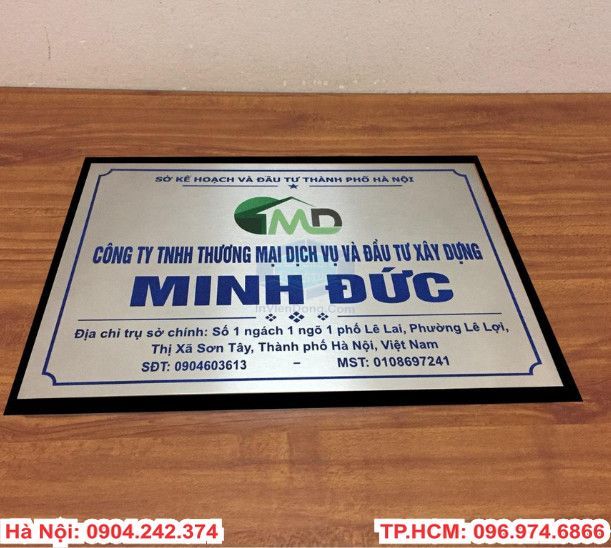 SỞ KẾ HOẠCH VÀ ĐẦU TƯ THÀNH PHỐ HÀ NỘI
MD
CÔNG TY TNHH THƯƠNG MẠI DỊCH VỤ VÀ ĐẦU TƯ XÂY DỰNG
MINH ĐỨC
InVienDong.Com
Địa chỉ trụ sở chính: Số 1 ngách 1 ngõ 1 phố Lê Lai, Phường Lê Lợi,
Thị Xã Sơn Tây, Thành phố Hà Nội, Việt Nam
SĐT: 0904603613 – MST: 0108697241
Hà Nội: 0904.242.374 TP.HCM: 096.974.6866